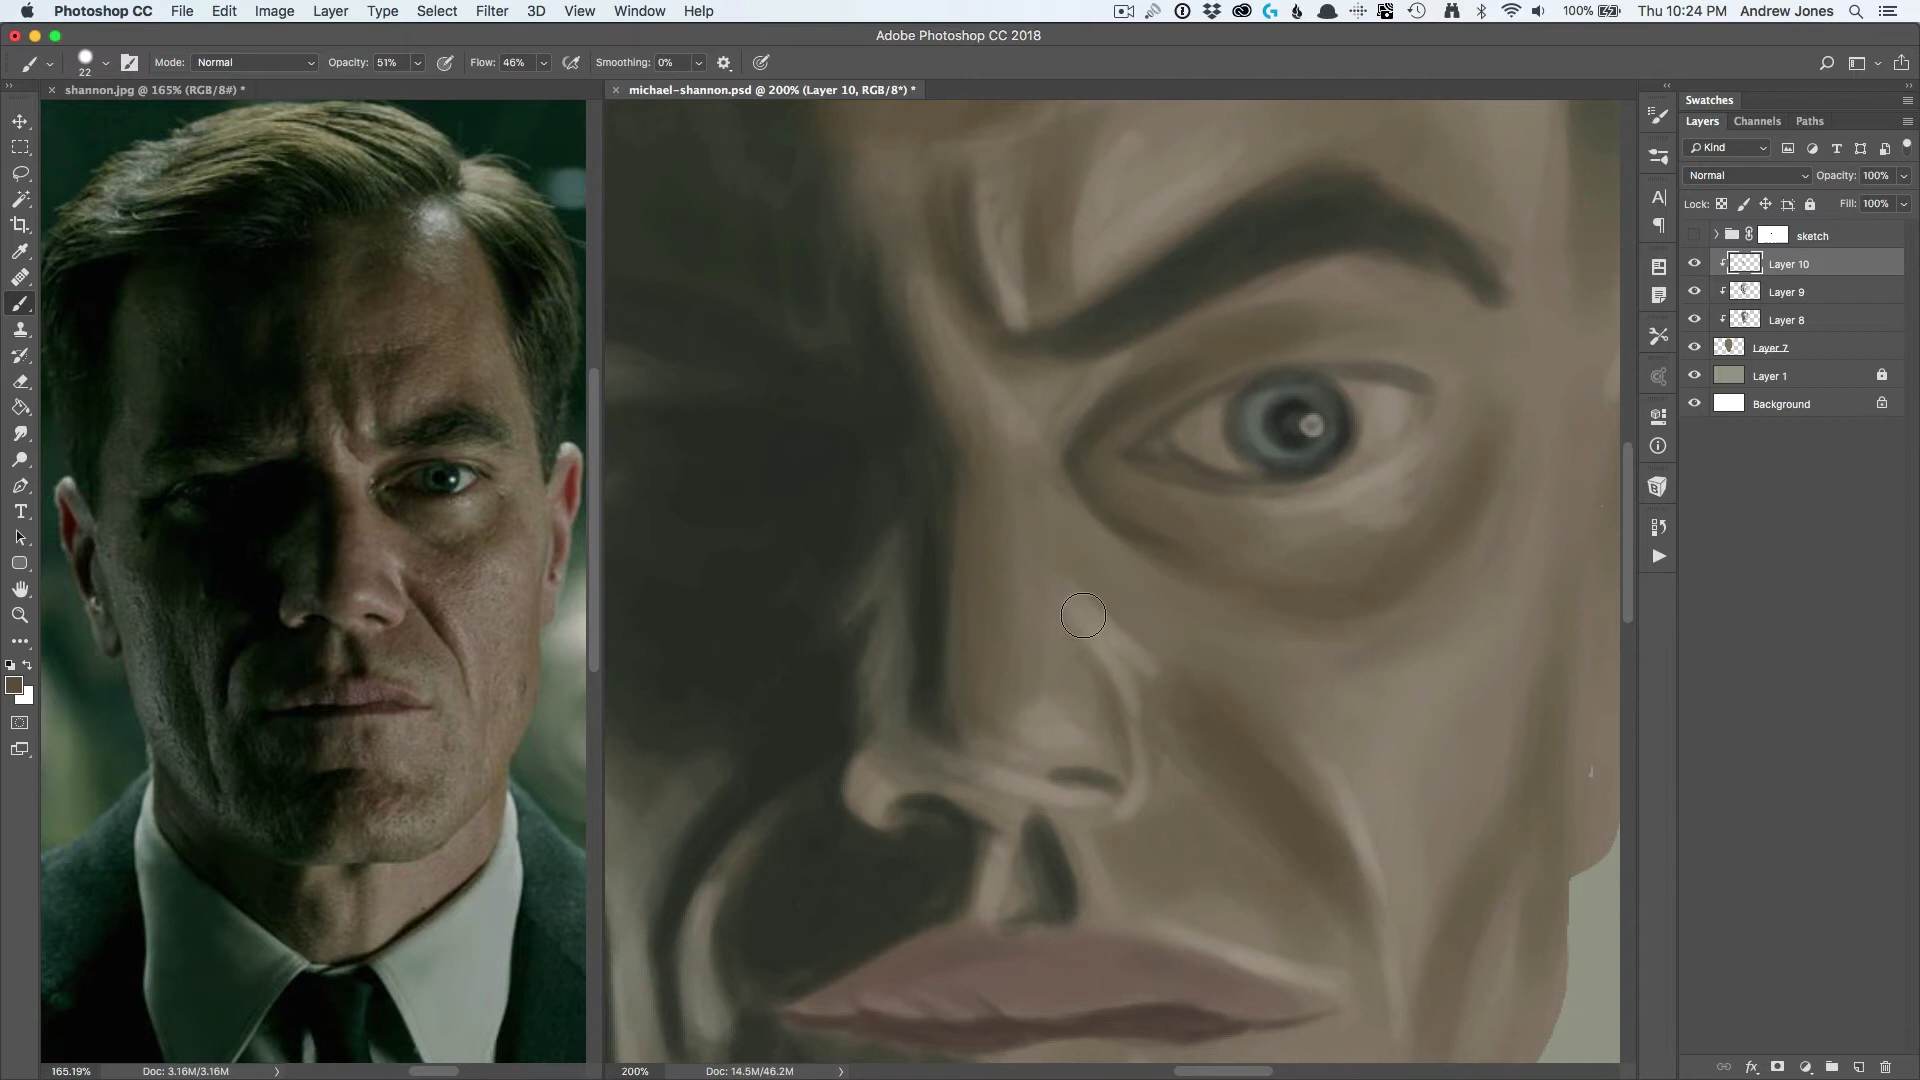 Photoshop CC File Edit Image Layer Type Select Filter 3D View Window Help 100% Thu 10:24 PM Andrew Jones
Adobe Photoshop CC 2018
22 Mode: Normal Opacity: 51% Flow: 46% Smoothing: 0%
shannon.jpg @ 165% (RGB/8#) * michael-shannon.psd @ 200% (Layer 10, RGB/8*) *
Swatches
Layers Channels Paths
Kind
Normal Opacity: 100%
Lock: Fill: 100%
sketch
Layer 10
Layer 9
Layer 8
Layer 7
Layer 1
Background
165.19% Doc: 3.16M/3.16M 200% Doc: 14.5M/46.2M